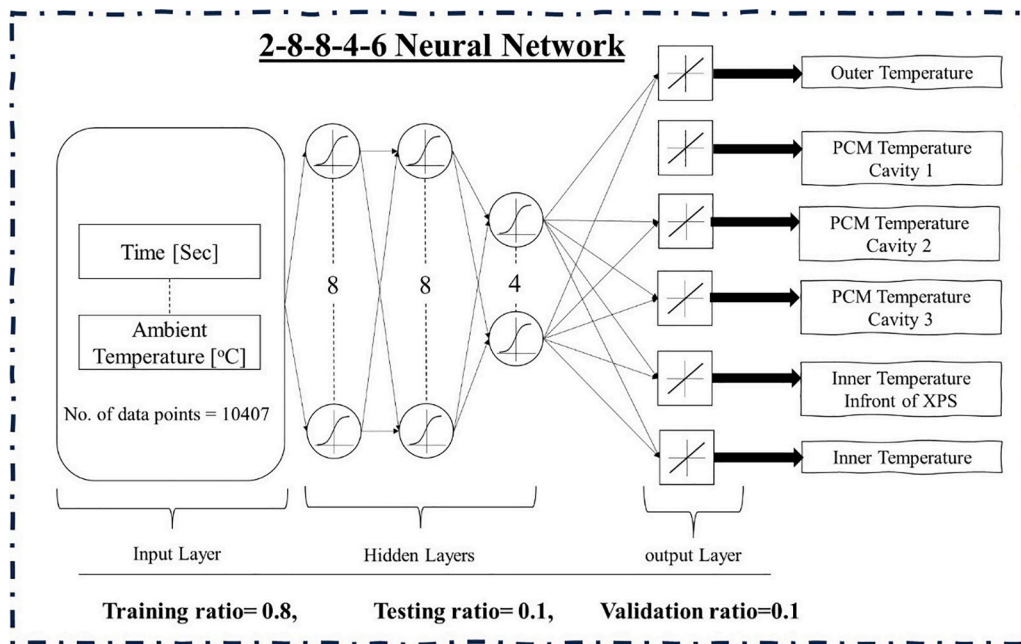 2-8-8-4-6 Neural Network
Time [Sec]
Ambient
Temperature [°C]
No. of data points = 10407
8
8
4
Outer Temperature
PCM Temperature
Cavity 1
PCM Temperature
Cavity 2
PCM Temperature
Cavity 3
Inner Temperature
Infront of XPS
Inner Temperature
Input Layer
Hidden Layers
output Layer
Training ratio= 0.8,
Testing ratio= 0.1,
Validation ratio=0.1